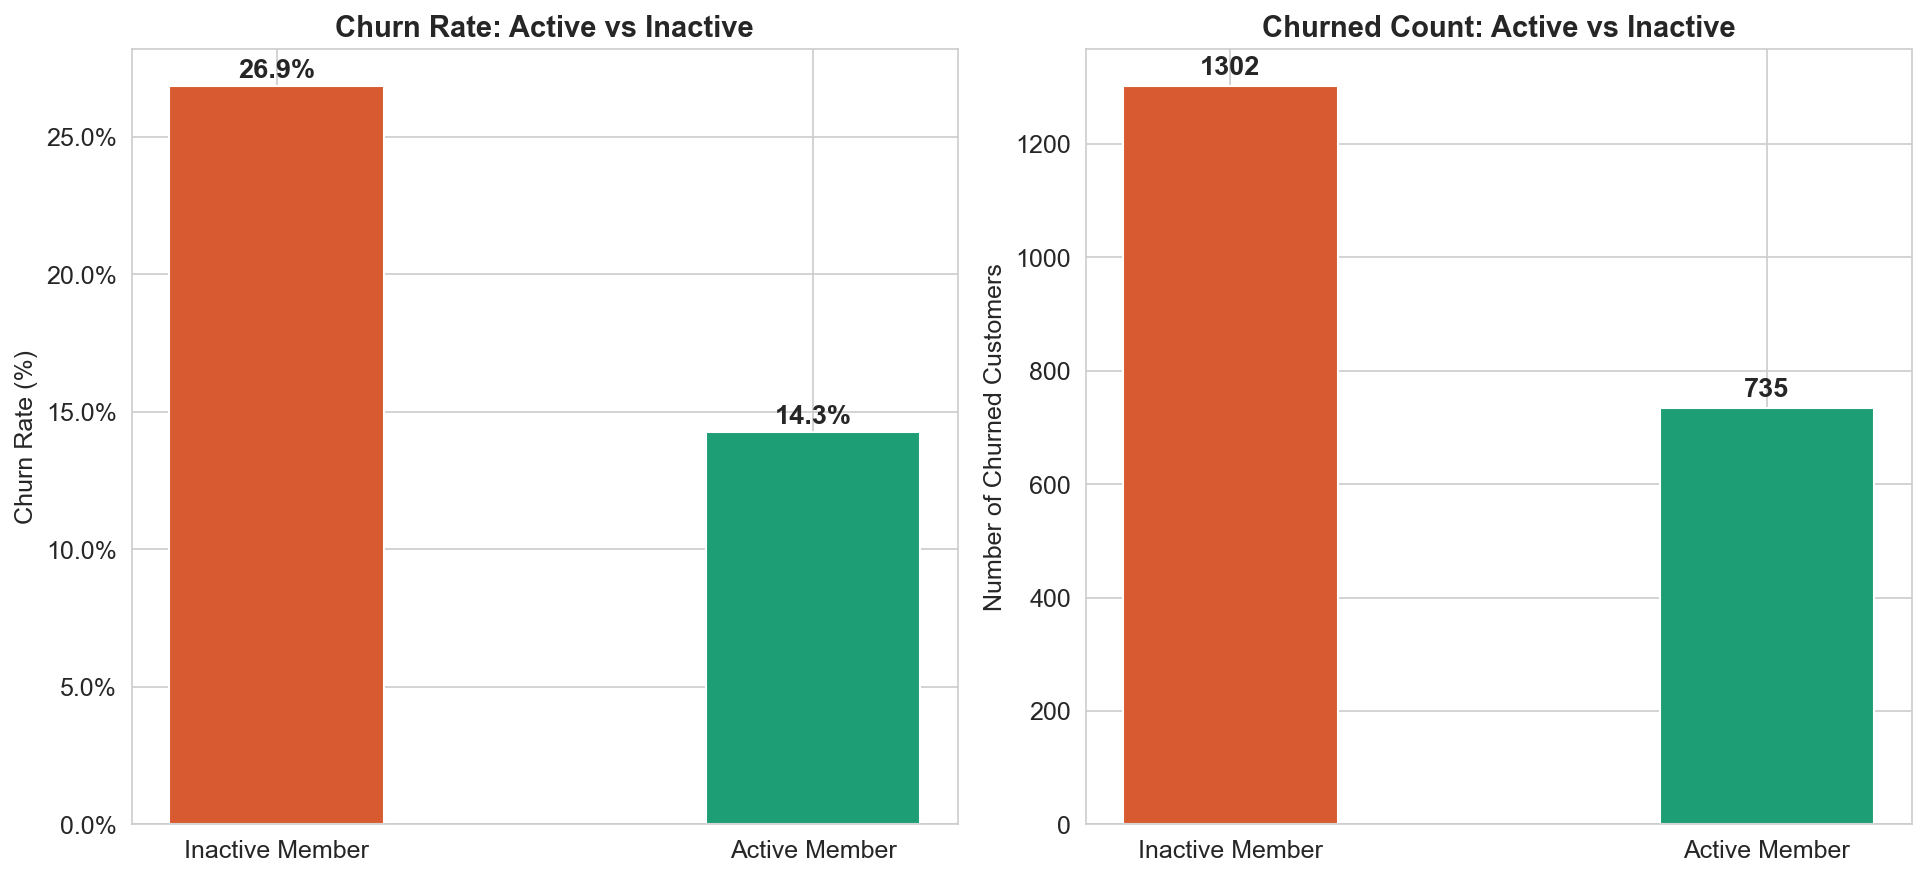 Churn Rate: Active vs Inactive
26.9%
14.3%
25.0%
20.0%
15.0%
10.0%
5.0%
0.0%
Churn Rate (%)
Inactive Member
Active Member
Churned Count: Active vs Inactive
1302
735
1200
1000
800
600
400
200
0
Number of Churned Customers
Inactive Member
Active Member